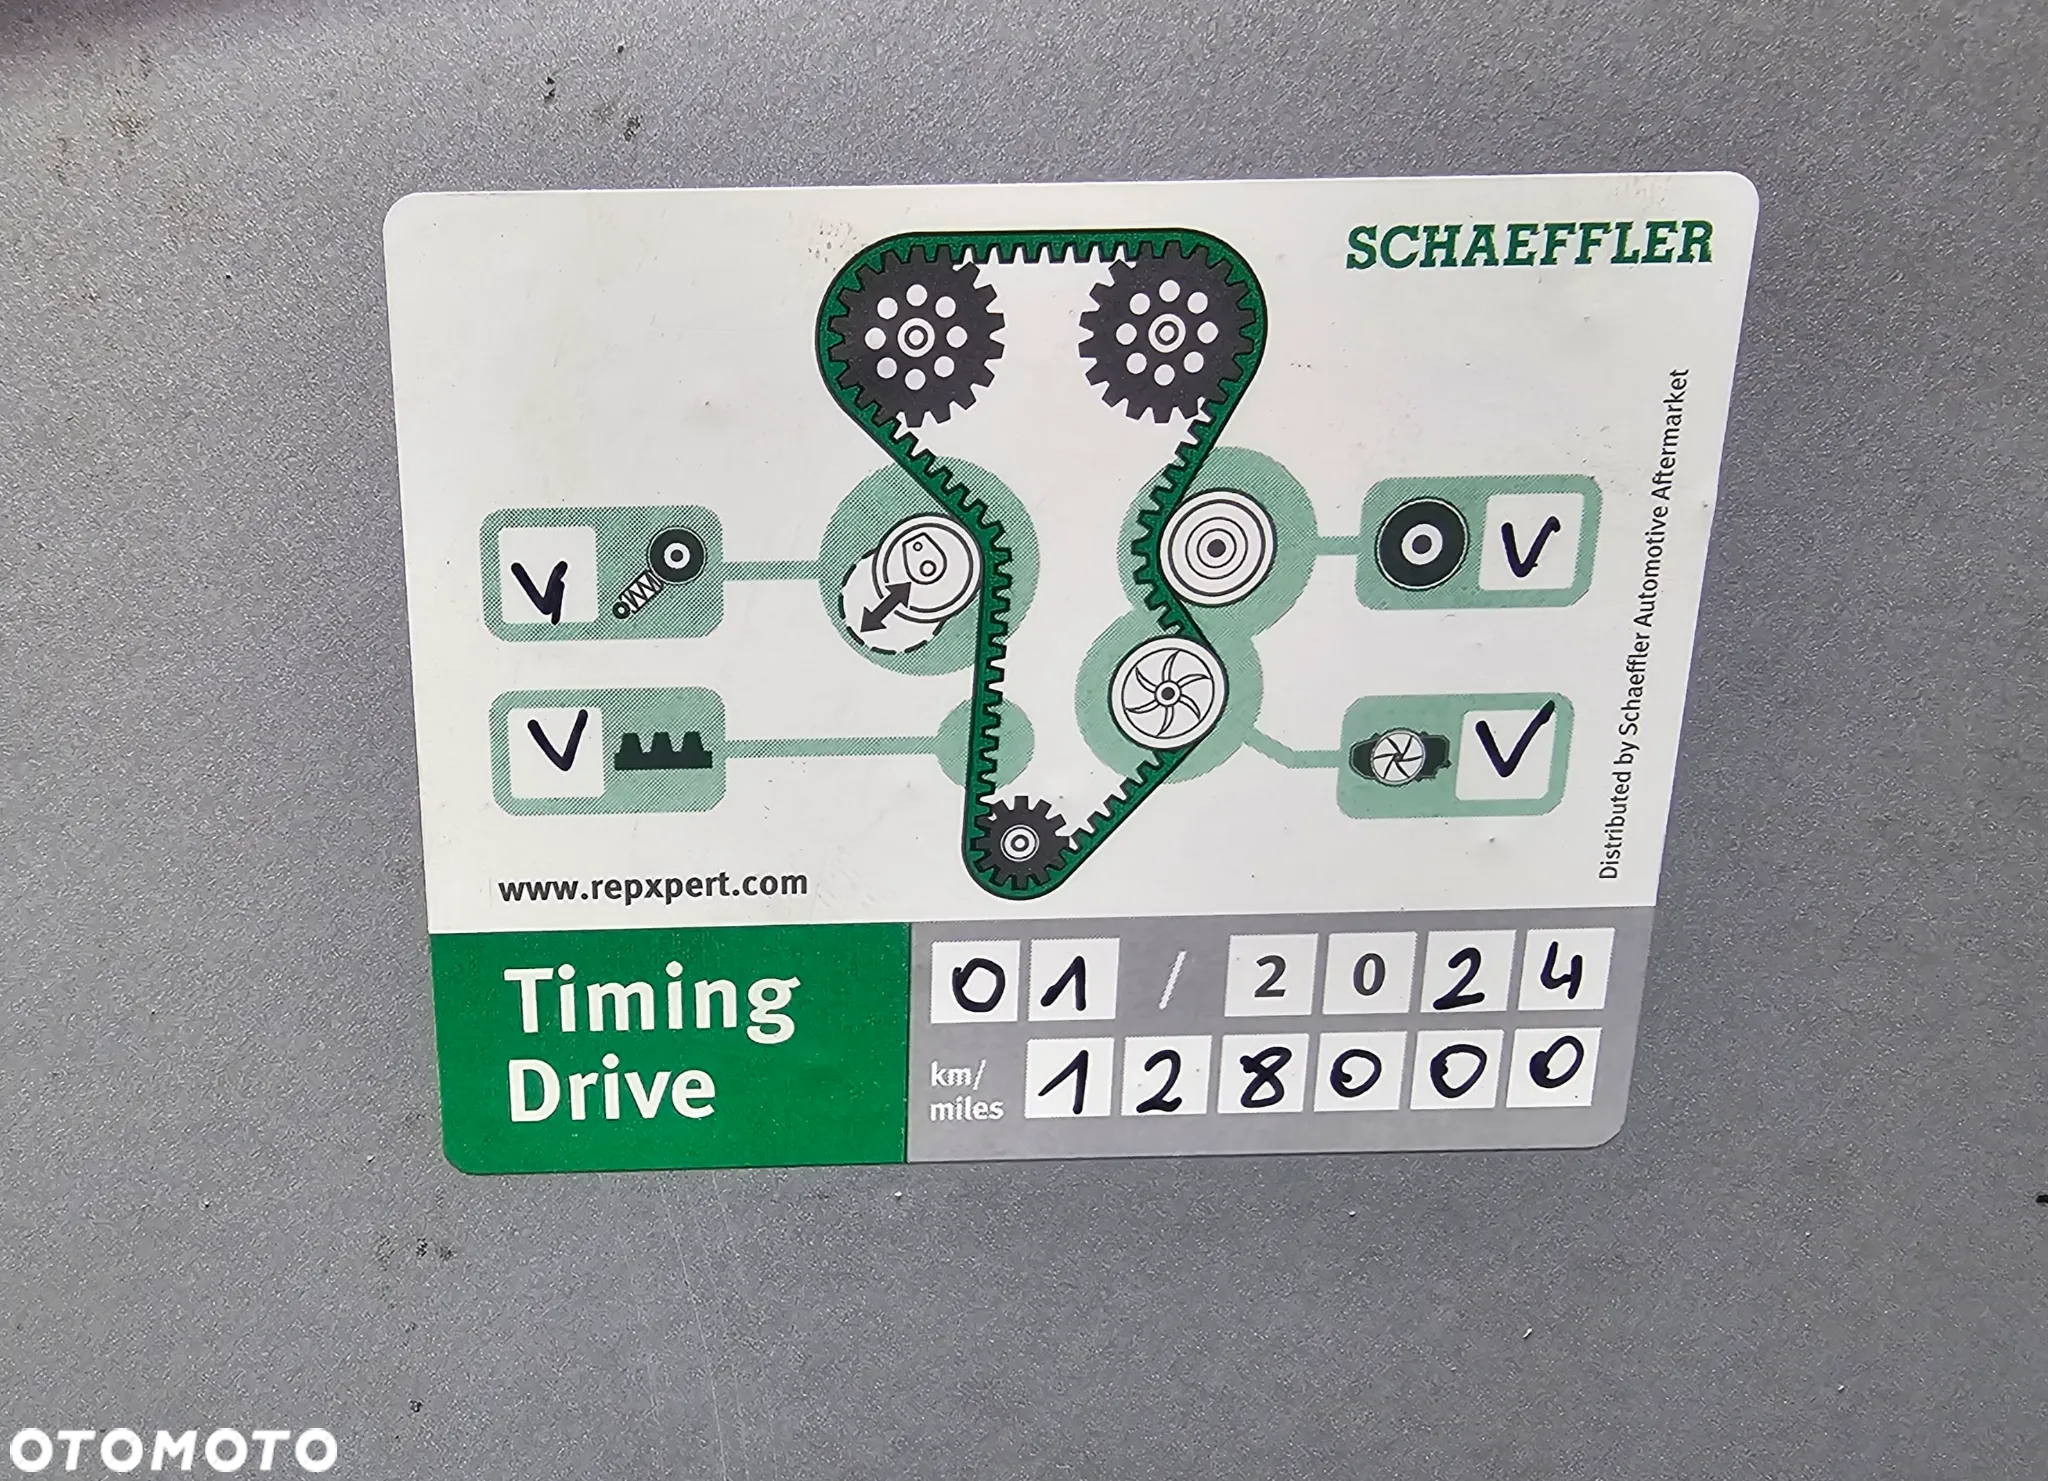 SCHAEFFLER
Distributed by Schaeffler Automotive Aftermarket
V
V
V
V
www.repxpert.com
Timing
Drive
01 / 2024
km/
miles
128000
OTOMOTO